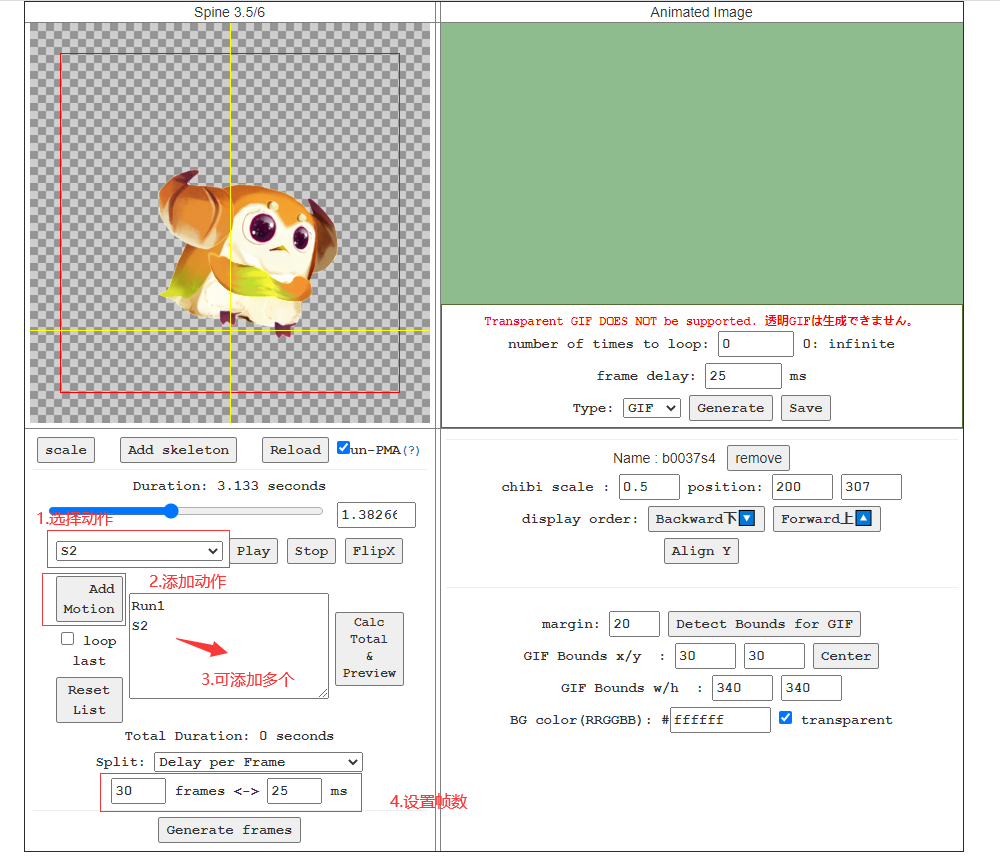 Spine 3.5/6
Animated Image
Transparent GIF DOES NOT be supported. 透明GIFは生成できません。
number of times to loop: 0 0: infinite
frame delay: 25 ms
Type: GIF Generate Save
scale Add skeleton Reload un-PMA(?)
Duration: 3.133 seconds
1.38266
1.选择动作
S2 Play Stop FlipX
2.添加动作
Add Motion
Run1
S2
3.可添加多个
loop last
Reset List
Calc Total & Preview
Total Duration: 0 seconds
Split: Delay per Frame
30 frames <-> 25 ms
4.设置帧数
Generate frames
Name : b0037s4 remove
chibi scale : 0.5 position: 200 307
display order: Backward下🔽 Forward上🔼
Align Y
margin: 20 Detect Bounds for GIF
GIF Bounds x/y : 30 30 Center
GIF Bounds w/h : 340 340
BG color(RRGGBB): #ffffff transparent